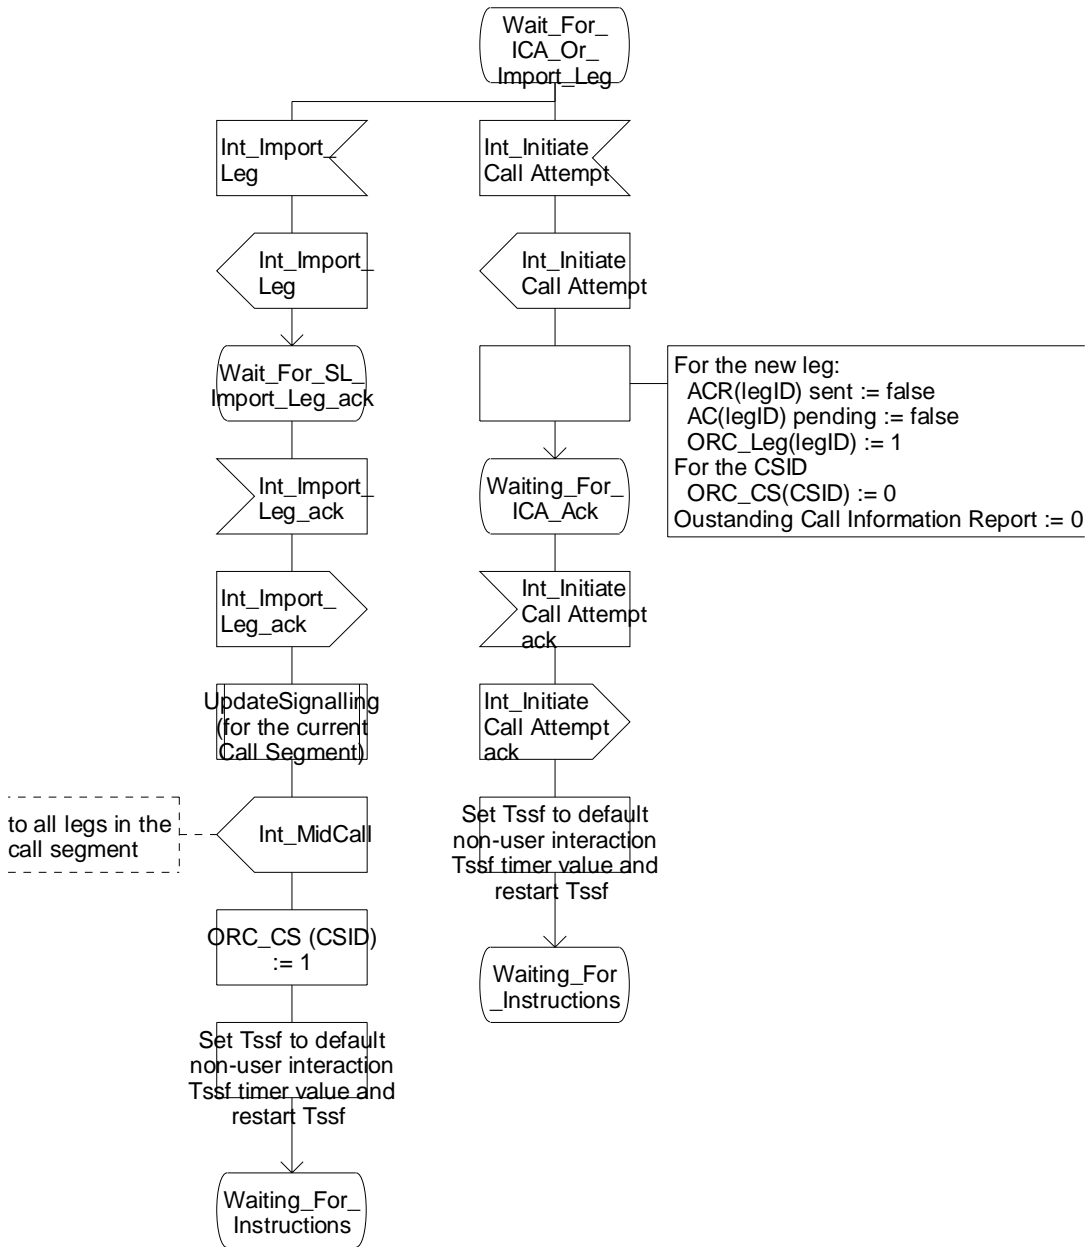 Wait_For_
ICA_Or_
Import_Leg
Int_Import_
Leg
Int_Initiate
Call Attempt
Int_Import_
Leg
Int_Initiate
Call Attempt
Wait_For_SL_
Import_Leg_ack
For the new leg:
ACR(legID) sent := false
AC(legID) pending := false
ORC_Leg(legID) := 1
For the CSID
ORC_CS(CSID) := 0
Oustanding Call Information Report := 0
Int_Import_
Leg_ack
Waiting_For_
ICA_Ack
Int_Import_
Leg_ack
Int_Initiate
Call Attempt
ack
UpdateSignalling
(for the current
Call Segment)
Int_Initiate
Call Attempt
ack
to all legs in the
call segment
Int_MidCall
Set Tssf to default
non-user interaction
Tssf timer value and
restart Tssf
ORC_CS (CSID)
:= 1
Waiting_For
_Instructions
Set Tssf to default
non-user interaction
Tssf timer value and
restart Tssf
Waiting_For_
Instructions